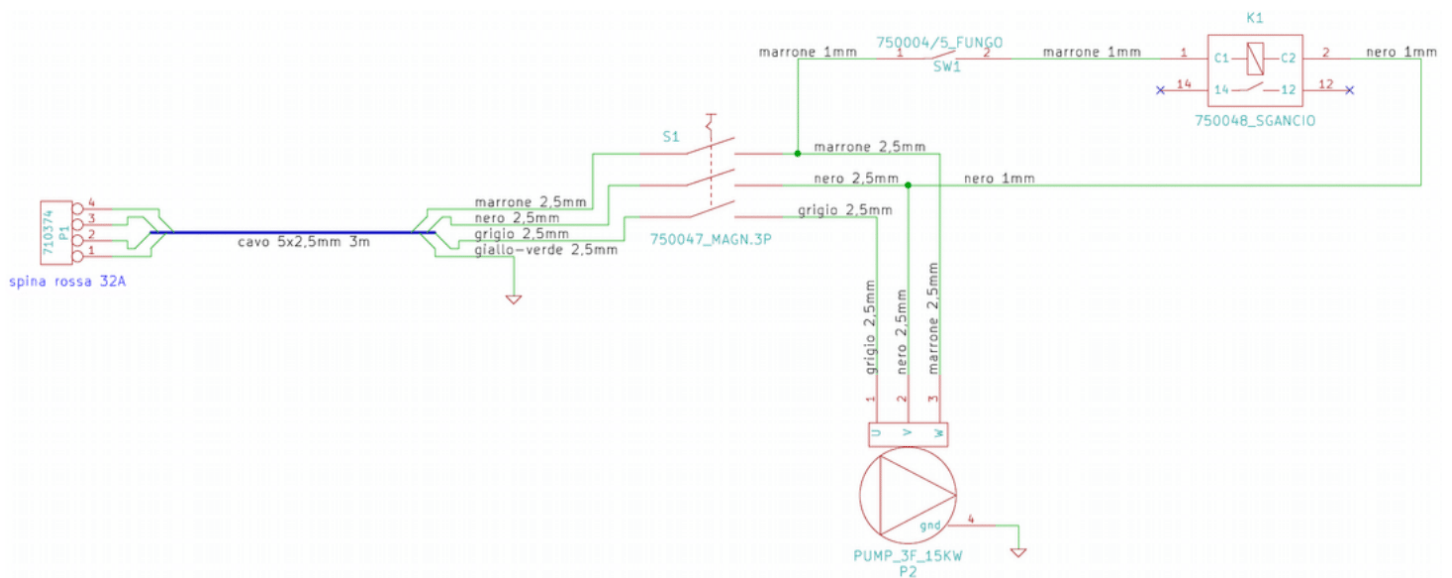 K1
750004/5_FUNGO
marrone 1mm
1
2
SW1
marrone 1mm
1
C1
C2
2
nero 1mm
14
14
12
12
750048_SGANCIO
S1
marrone 2,5mm
nero 2,5mm
nero 1mm
grigio 2,5mm
750047_MAGN.3P
710374
P1
4
3
2
1
spina rossa 32A
cavo 5x2,5mm 3m
marrone 2,5mm
nero 2,5mm
grigio 2,5mm
giallo-verde 2,5mm
grigio 2,5mm
nero 2,5mm
marrone 2,5mm
1
2
3
U
V
W
gnd
4
PUMP_3F_15KW
P2